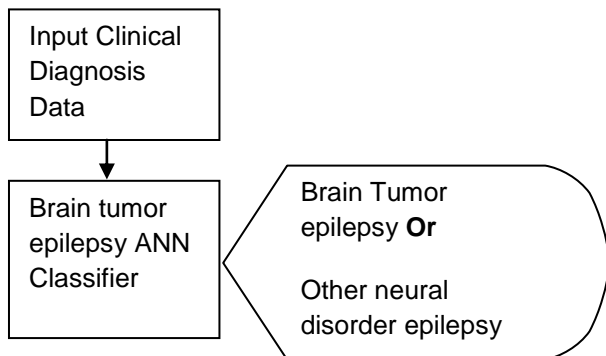 Input Clinical
Diagnosis
Data
Brain tumor
epilepsy ANN
Classifier
Brain Tumor
epilepsy Or
Other neural
disorder epilepsy